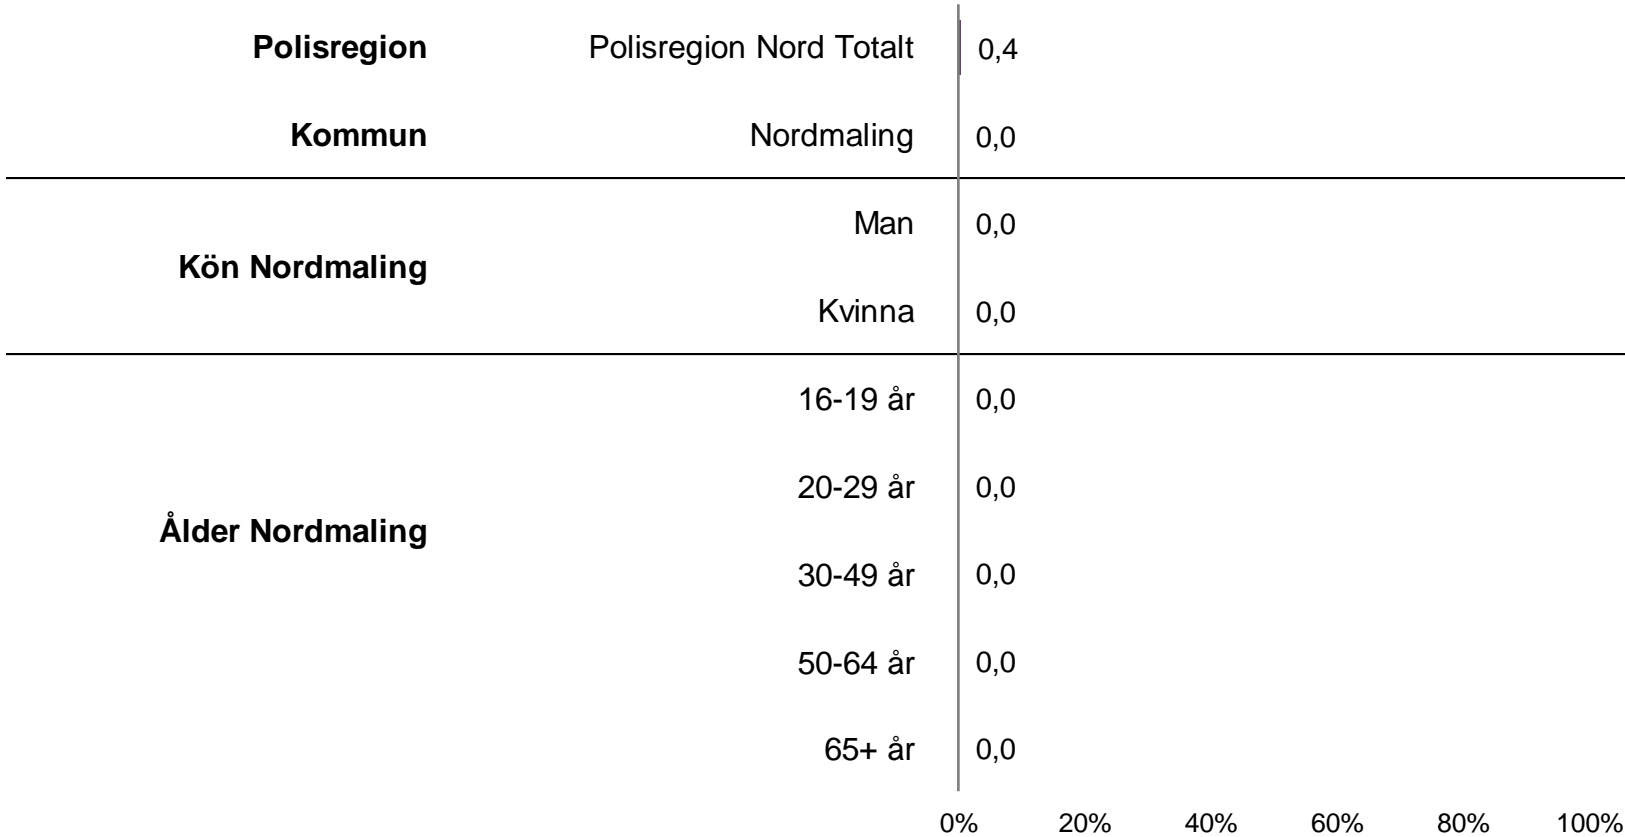 Polisregion Polisregion Nord Totalt 0,4
Kommun Nordmaling 0,0
Man 0,0
Kön Nordmaling
Kvinna 0,0
16-19 år 0,0
20-29 år 0,0
Ålder Nordmaling
30-49 år 0,0
50-64 år 0,0
65+ år 0,0
0% 20% 40% 60% 80% 100%